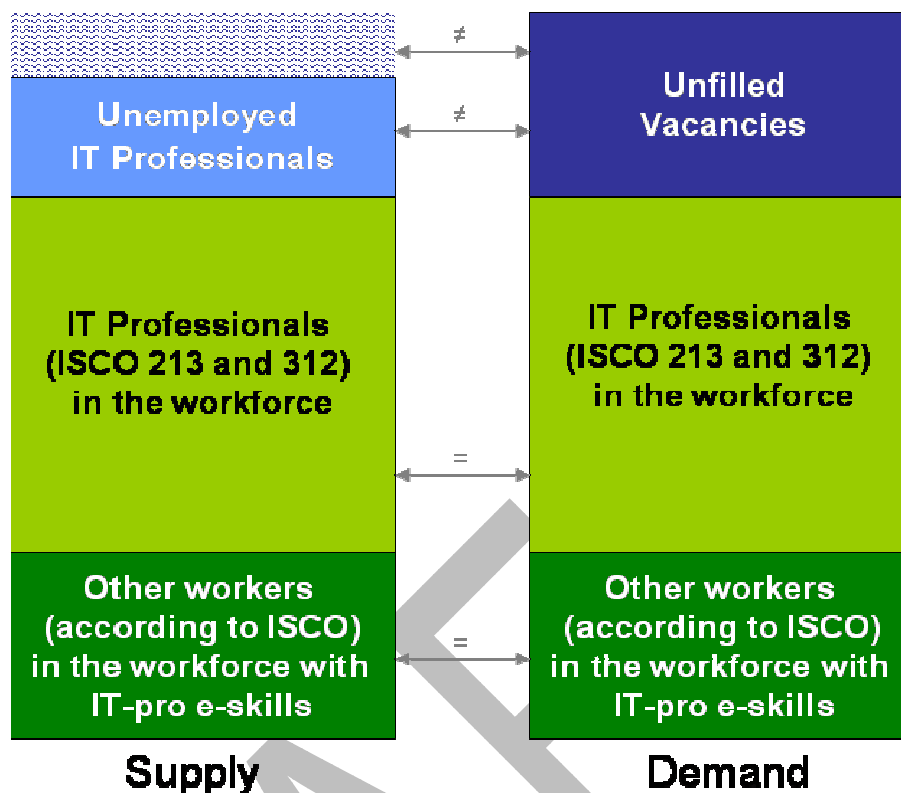 ≠
≠
Unemployed
IT Professionals
Unfilled
Vacancies
IT Professionals
(ISCO 213 and 312)
in the workforce
IT Professionals
(ISCO 213 and 312)
in the workforce
=
Other workers
(according to ISCO)
in the workforce with
IT-pro e-skills
=
Other workers
(according to ISCO)
in the workforce with
IT-pro e-skills
Supply
Demand